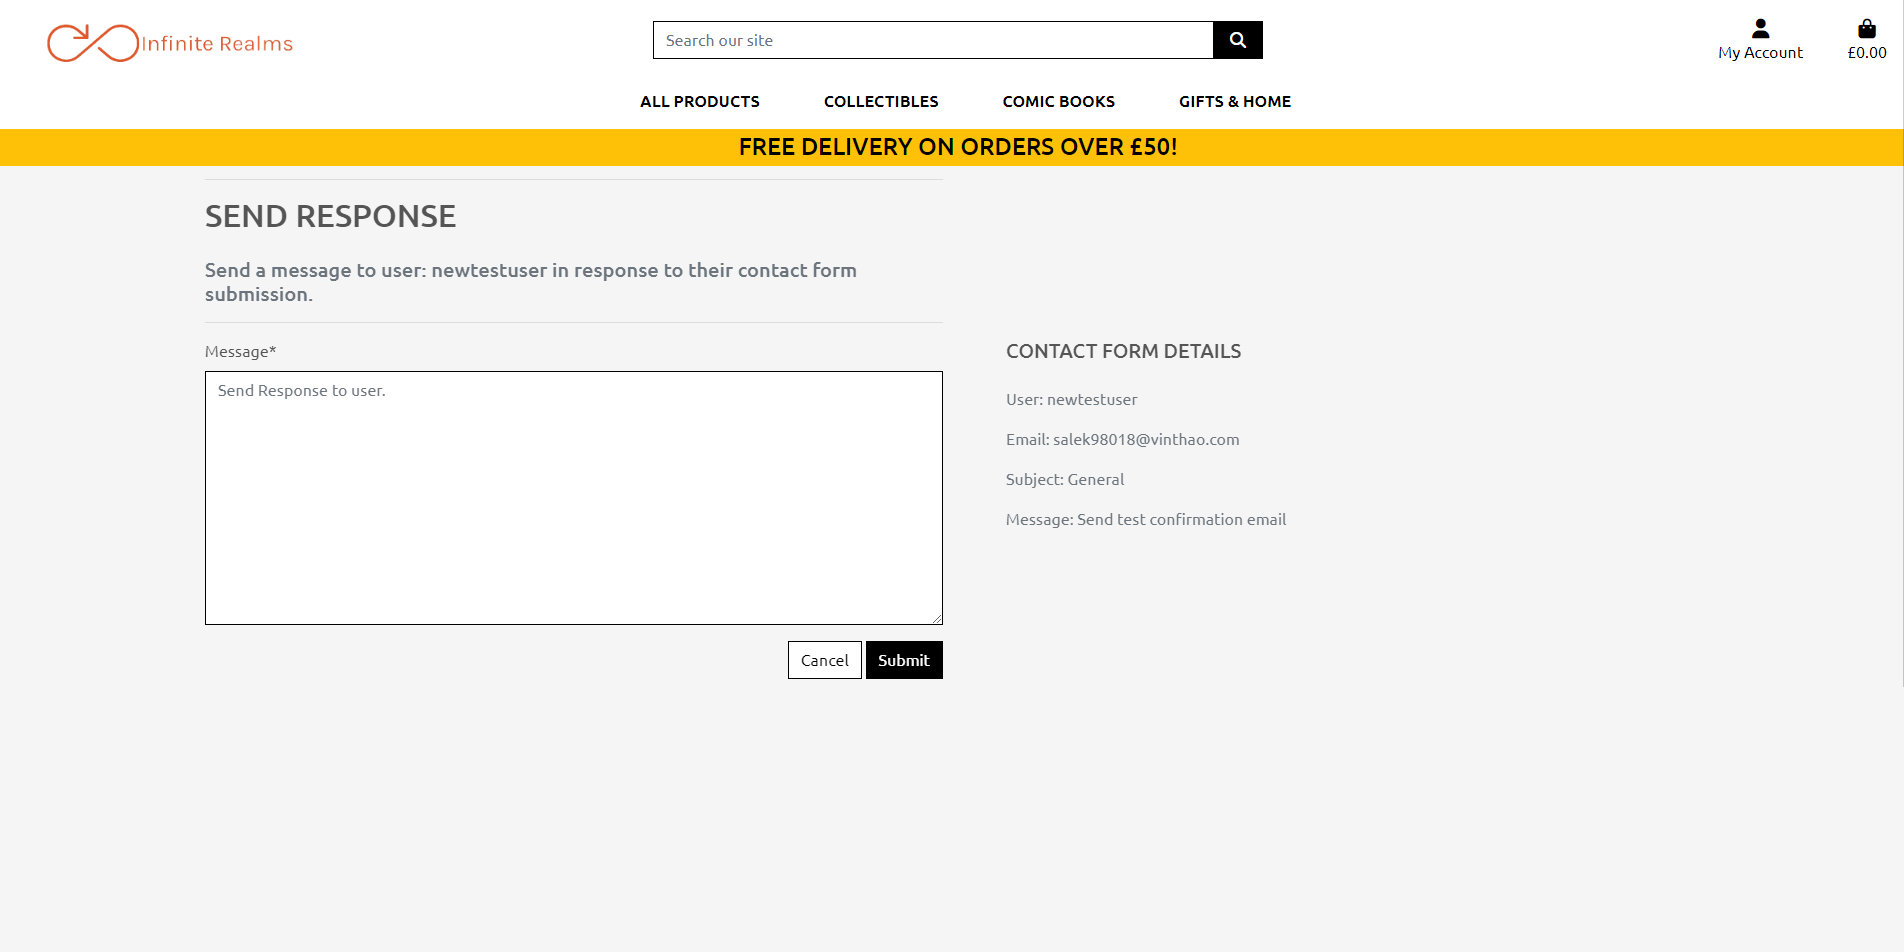 Infinite Realms
Search our site
My Account
£0.00
ALL PRODUCTS
COLLECTIBLES
COMIC BOOKS
GIFTS & HOME
FREE DELIVERY ON ORDERS OVER £50!
SEND RESPONSE
Send a message to user: newtestuser in response to their contact form
submission.
Message*
Send Response to user.
Cancel
Submit
CONTACT FORM DETAILS
User: newtestuser
Email: salek98018@vinthao.com
Subject: General
Message: Send test confirmation email